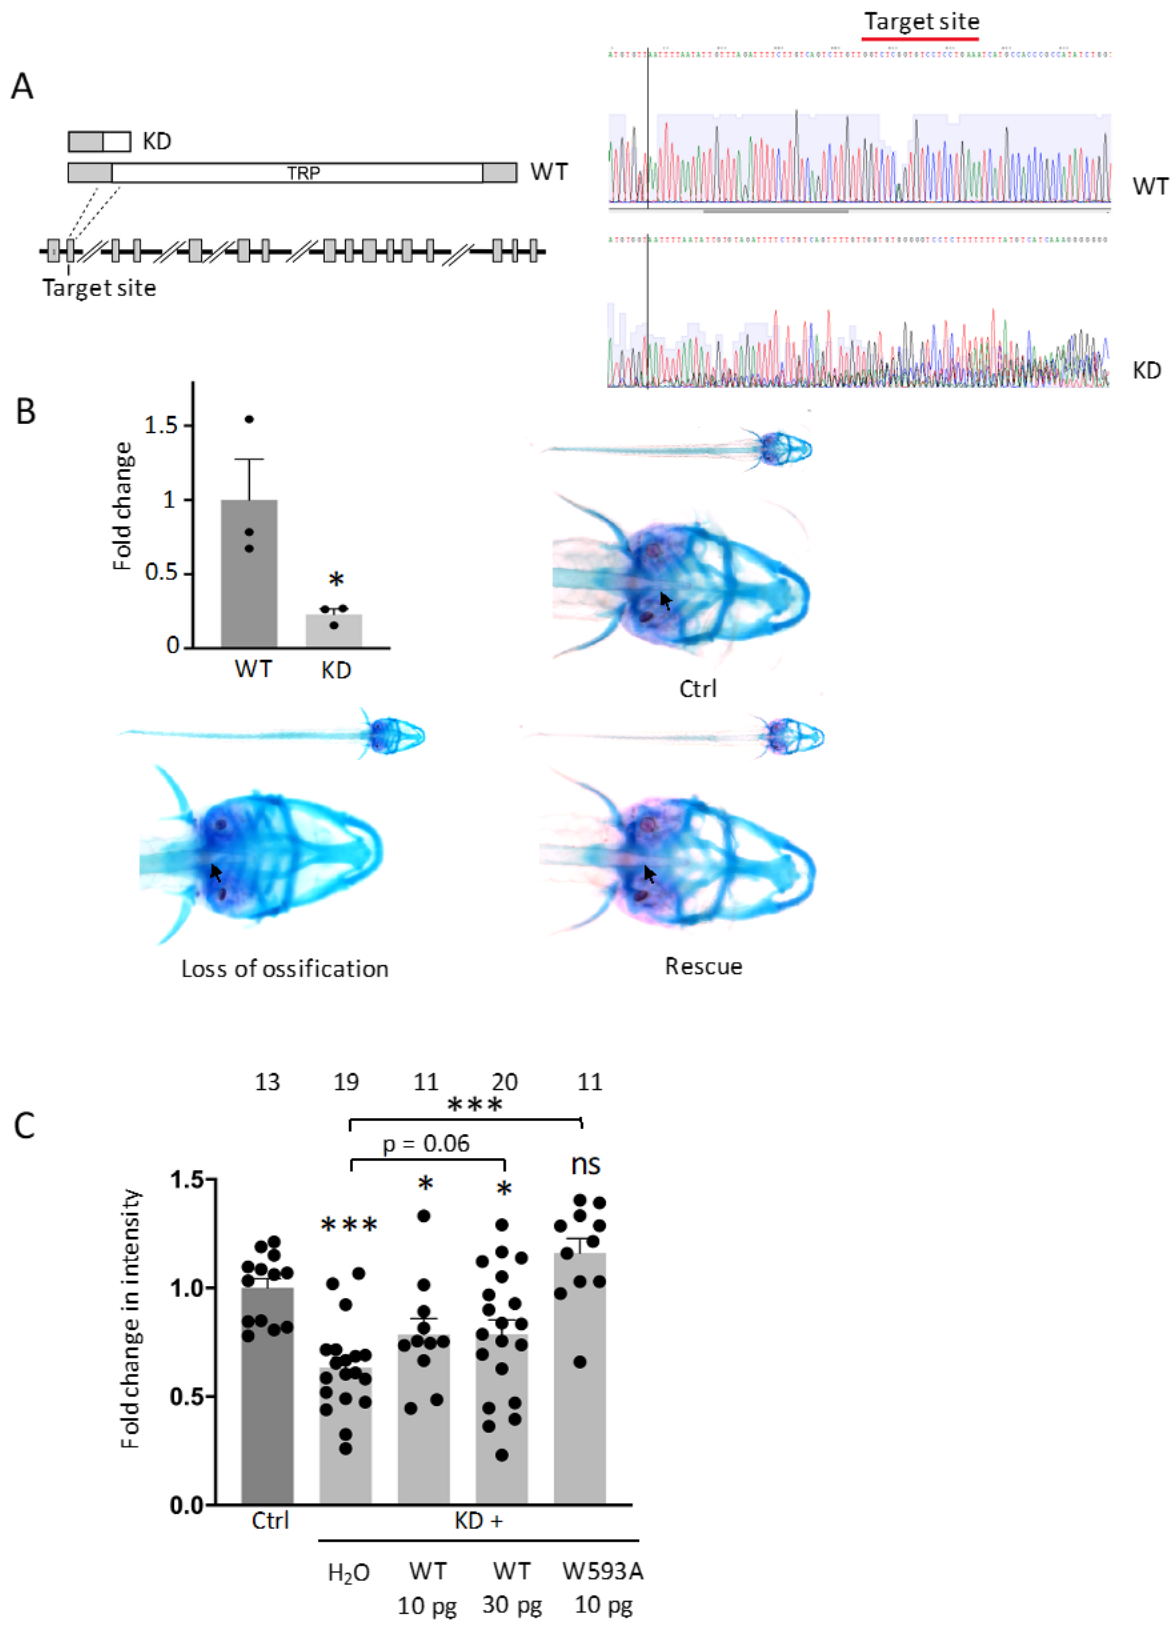 Target site
A
KD
TRP
WT
Target site
WT
KD
B
Fold change
1.5
1
0.5
0
*
WT
KD
Ctrl
Loss of ossification
Rescue
C
13 19 11 20 11
***
p = 0.06
ns
* *
***
Fold change in intensity
1.5
1.0
0.5
0.0
Ctrl
KD +
H₂O WT WT W593A
10 pg 30 pg 10 pg